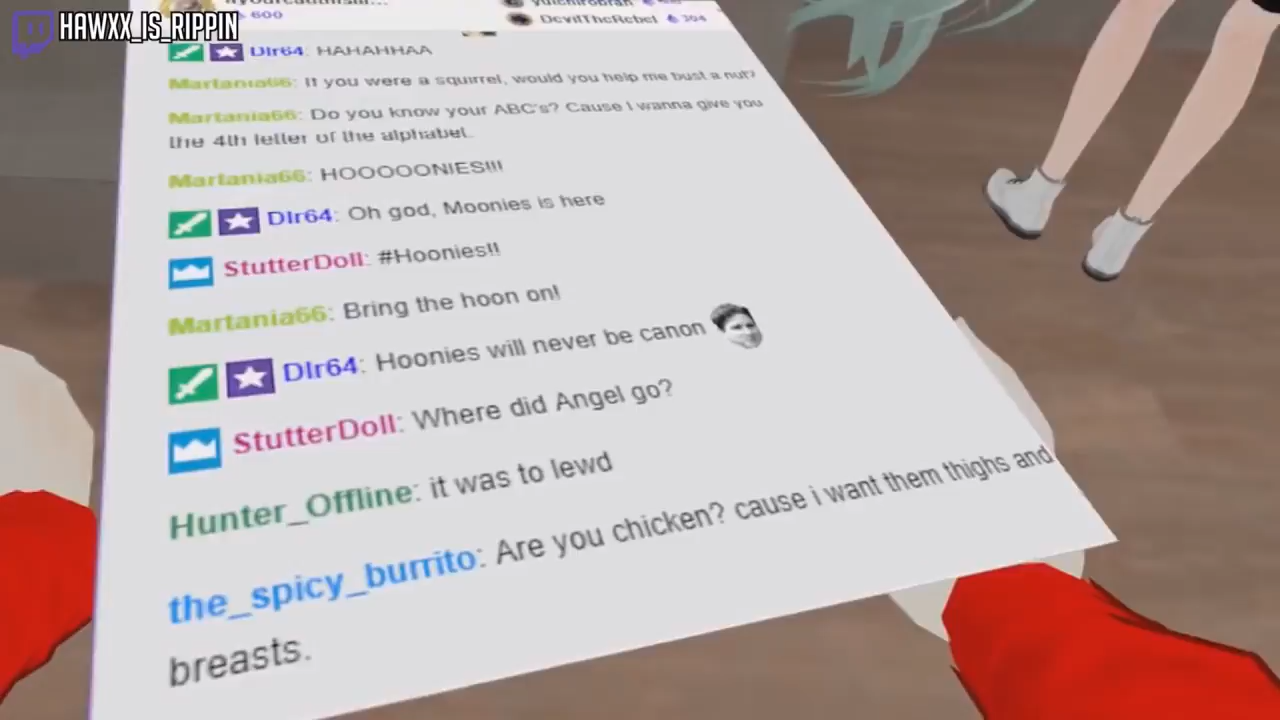 HAWXX_IS_RIPPIN
600
DevilTheRebel 304
Dlr64: HAHAHHAA
Martania66: If you were a squirrel, would you help me bust a nut?
Martania66: Do you know your ABC's? Cause I wanna give you
the 4th letter of the alphabet.
Martania66: HOOOOONIES!!!
Dlr64: Oh god, Moonies is here
StutterDoll: #Hoonies!!
Martania66: Bring the hoon on!
Dlr64: Hoonies will never be canon
StutterDoll: Where did Angel go?
Hunter_Offline: it was to lewd
the_spicy_burrito: Are you chicken? cause i want them thighs and
breasts.